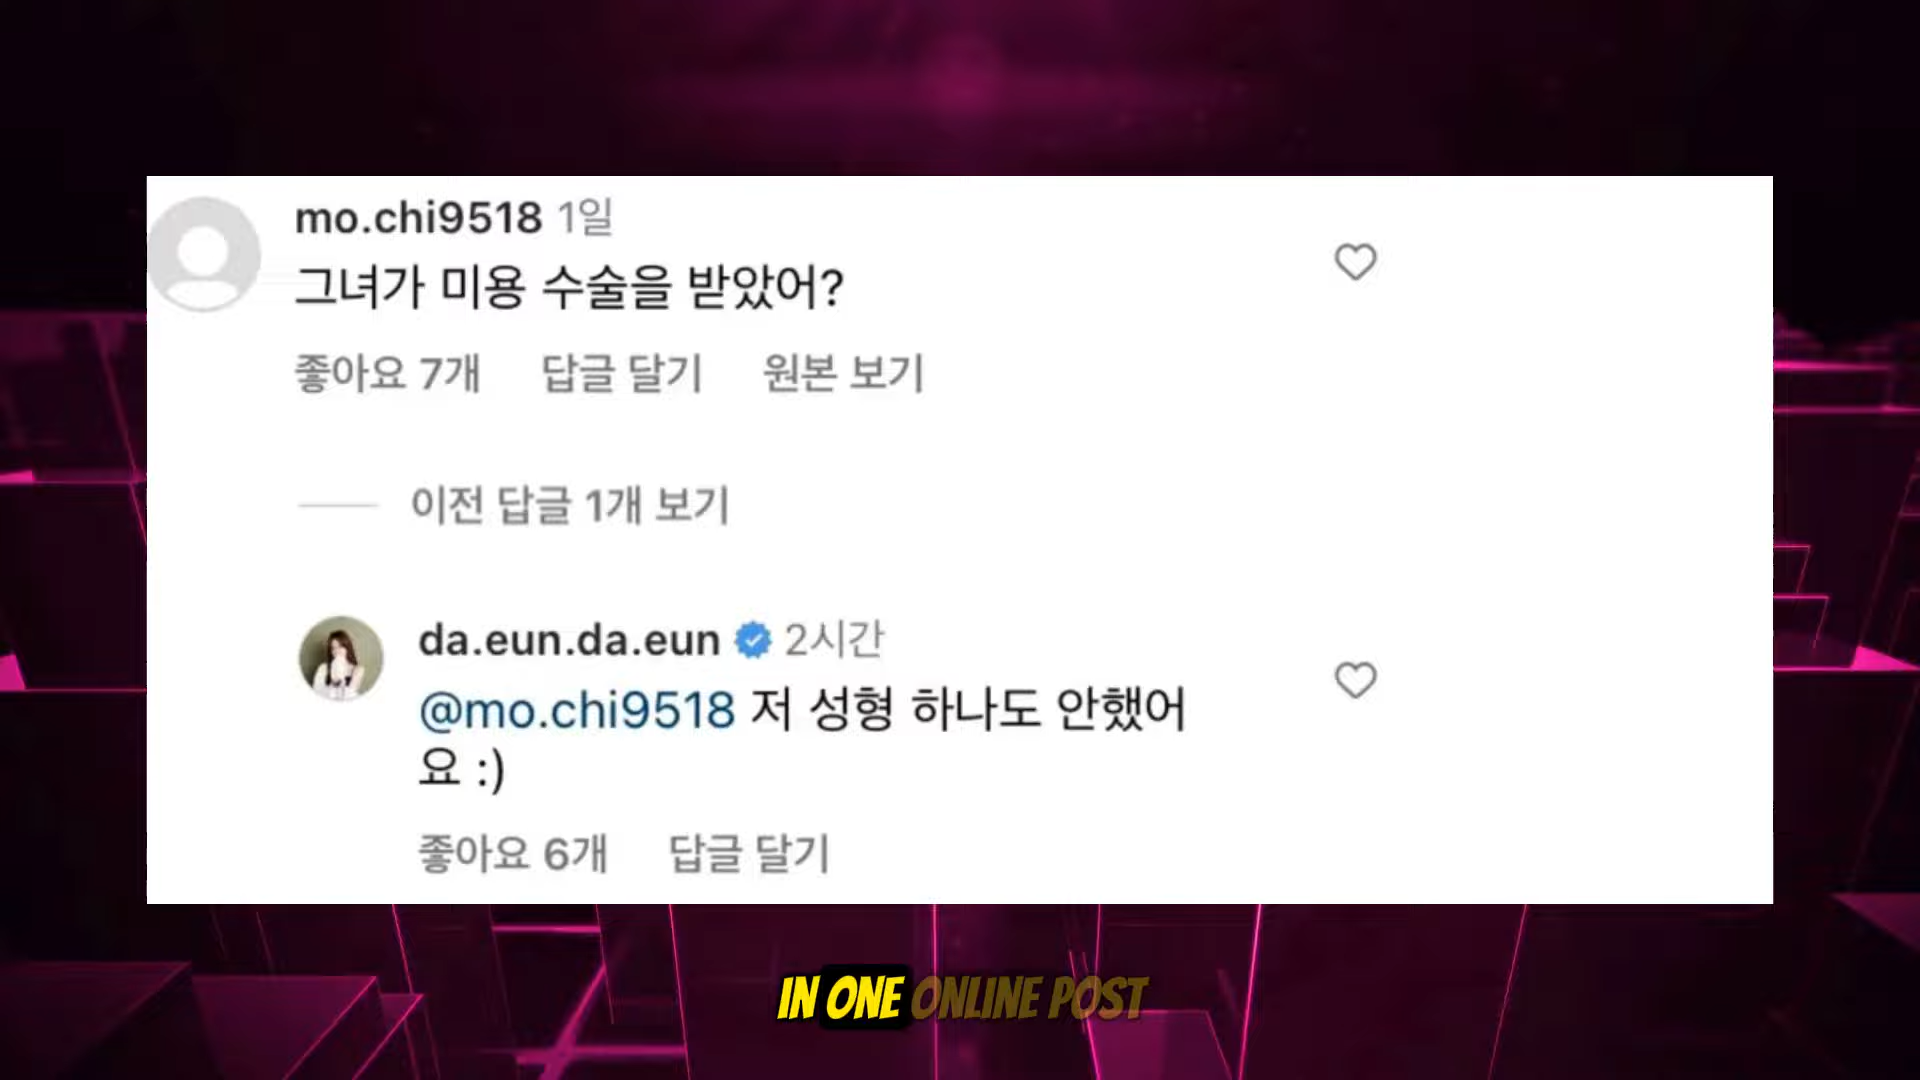 mo.chi9518 1일
그녀가 미용 수술을 받았어?
좋아요 7개 답글 달기 원본 보기
이전 답글 1개 보기
da.eun.da.eun 2시간
@mo.chi9518 저 성형 하나도 안했어
요 :)
좋아요 6개 답글 달기
IN ONE ONLINE POST